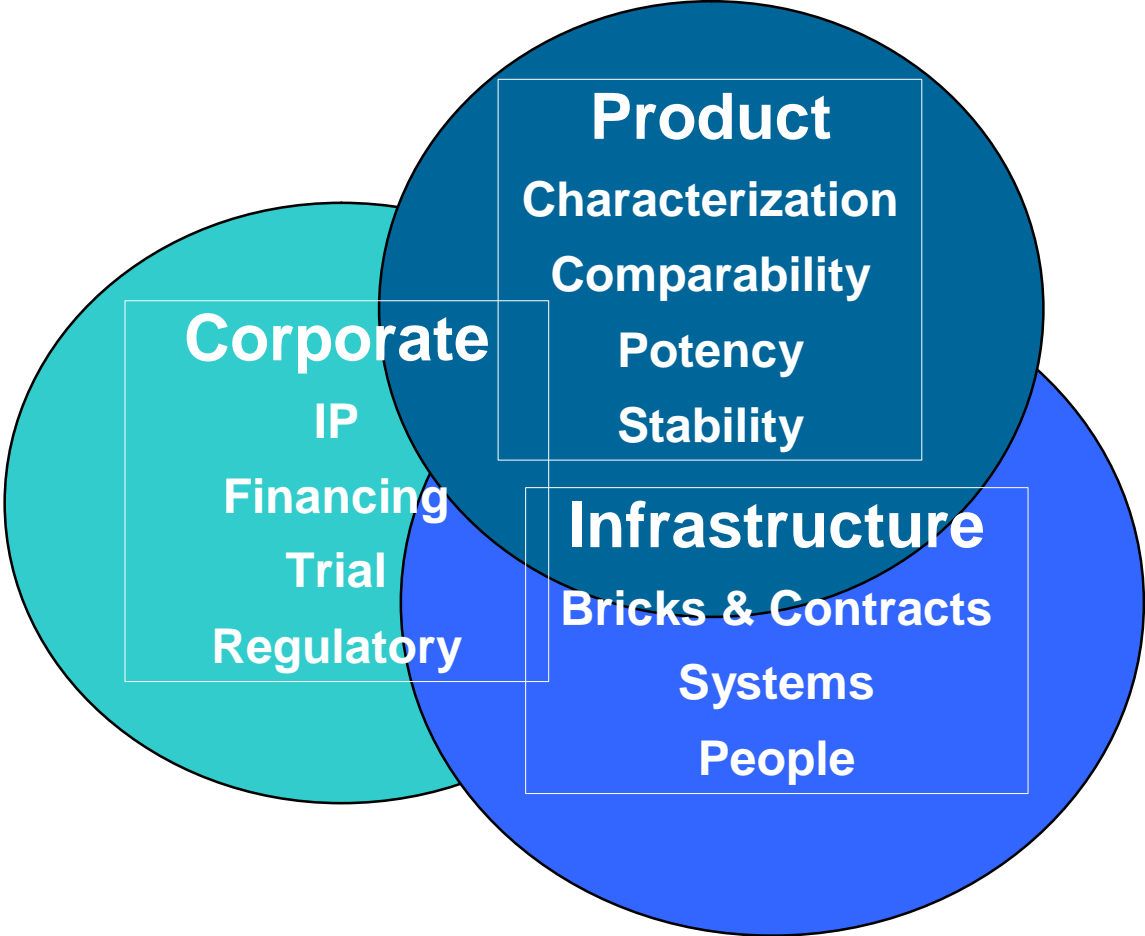 Product
Characterization
Comparability
Potency
Stability
Corporate
IP
Financing
Trial
Regulatory
Infrastructure
Bricks & Contracts
Systems
People